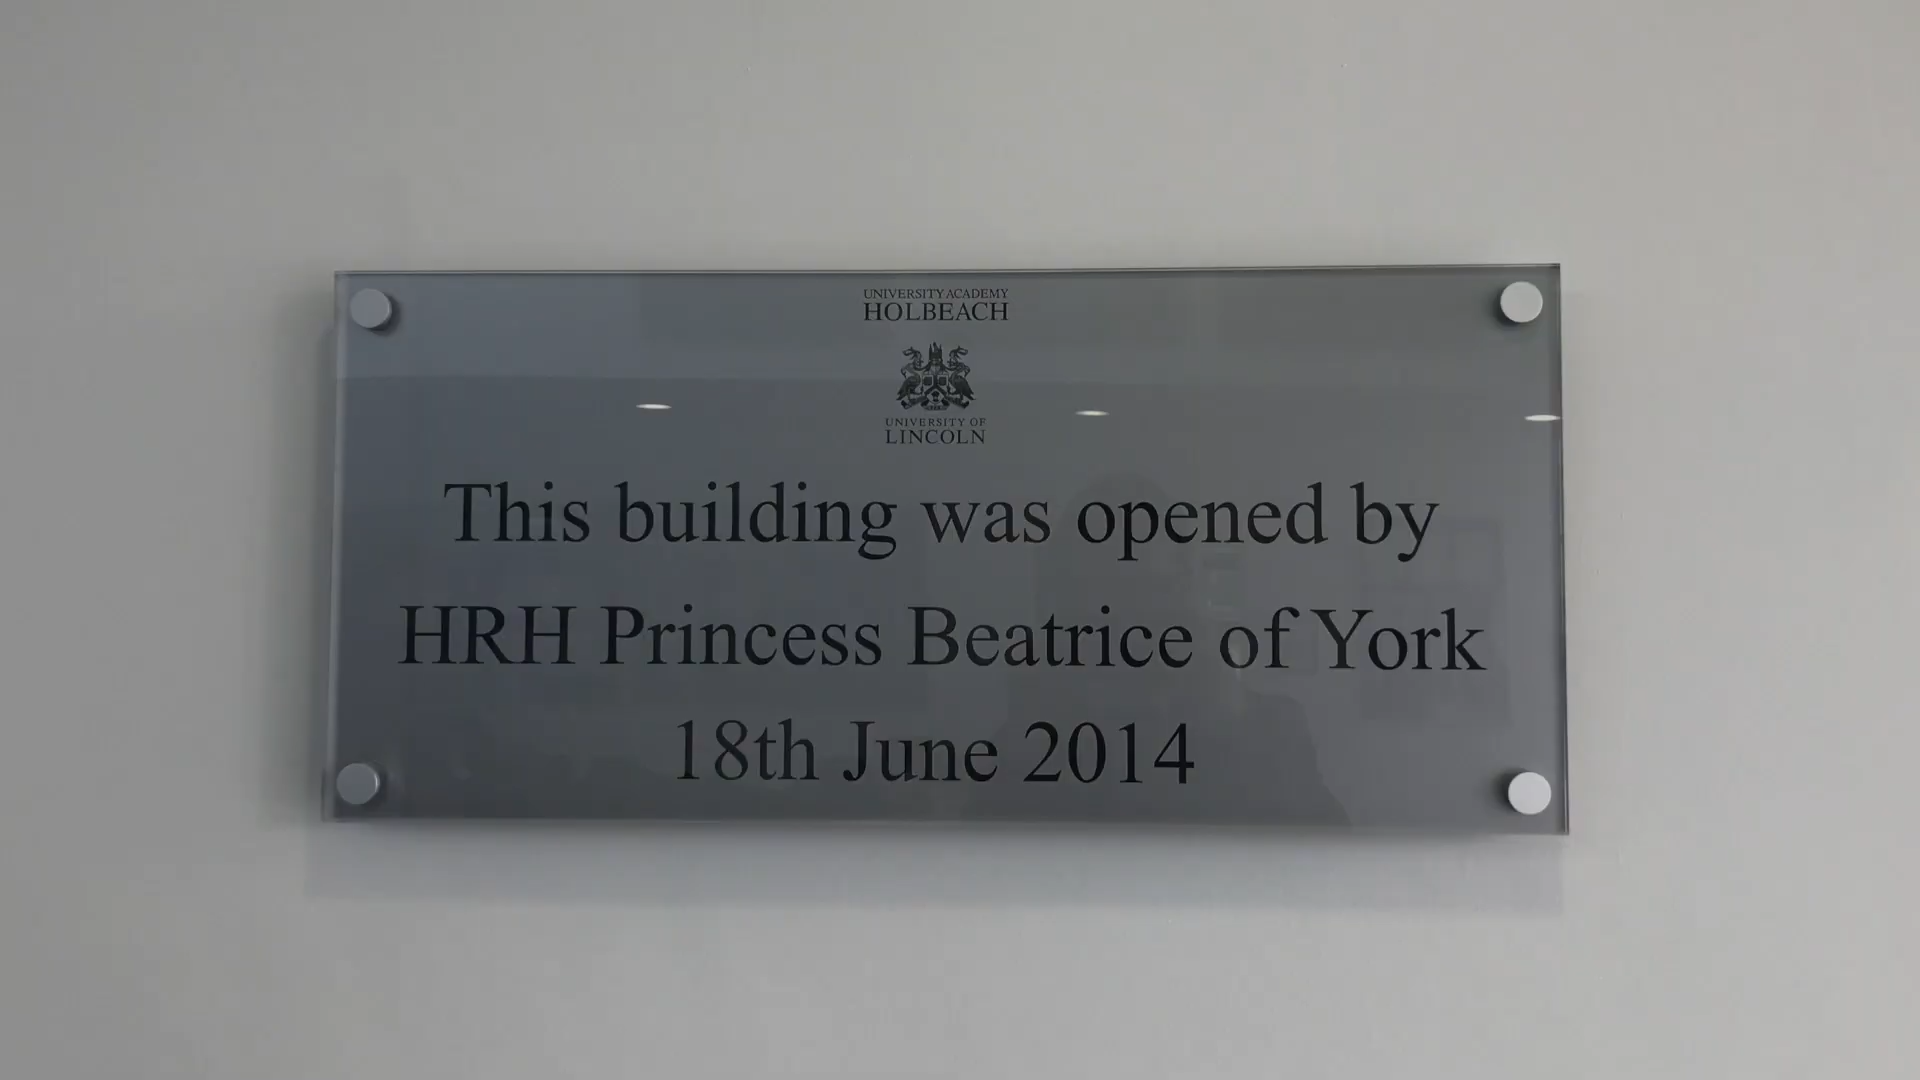 UNIVERSITY ACADEMY
HOLBEACH
UNIVERSITY OF
LINCOLN
This building was opened by
HRH Princess Beatrice of York
18th June 2014